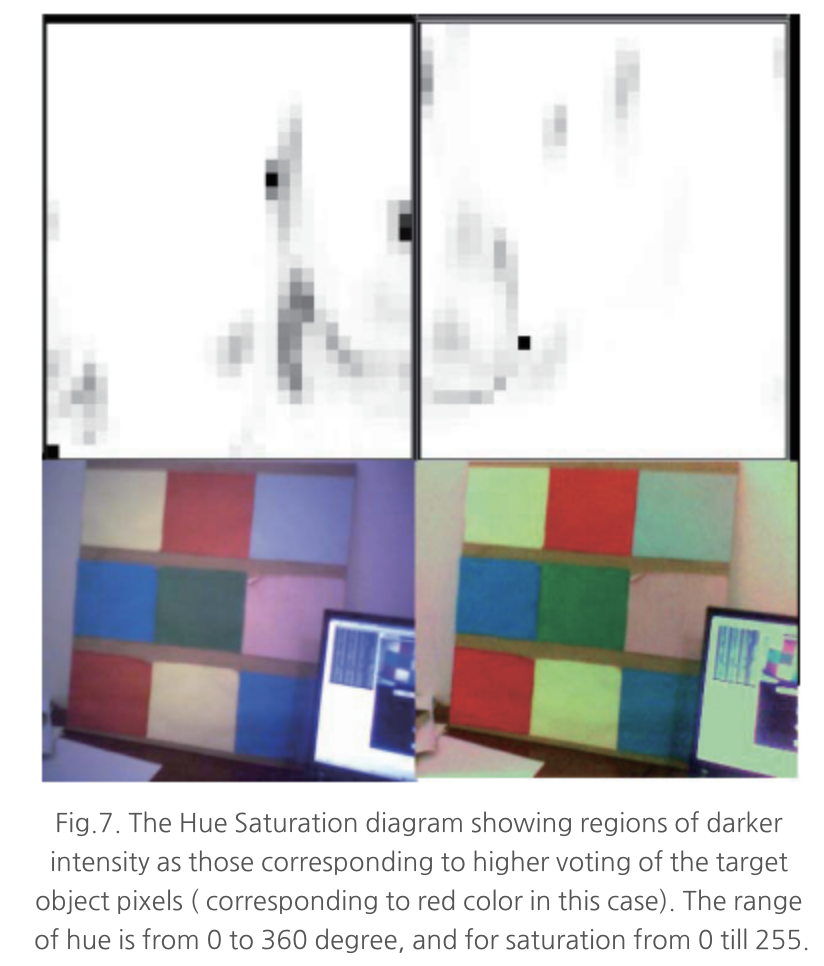 Fig.7. The Hue Saturation diagram showing regions of darker
intensity as those corresponding to higher voting of the target
object pixels ( corresponding to red color in this case). The range
of hue is from 0 to 360 degree, and for saturation from 0 till 255.